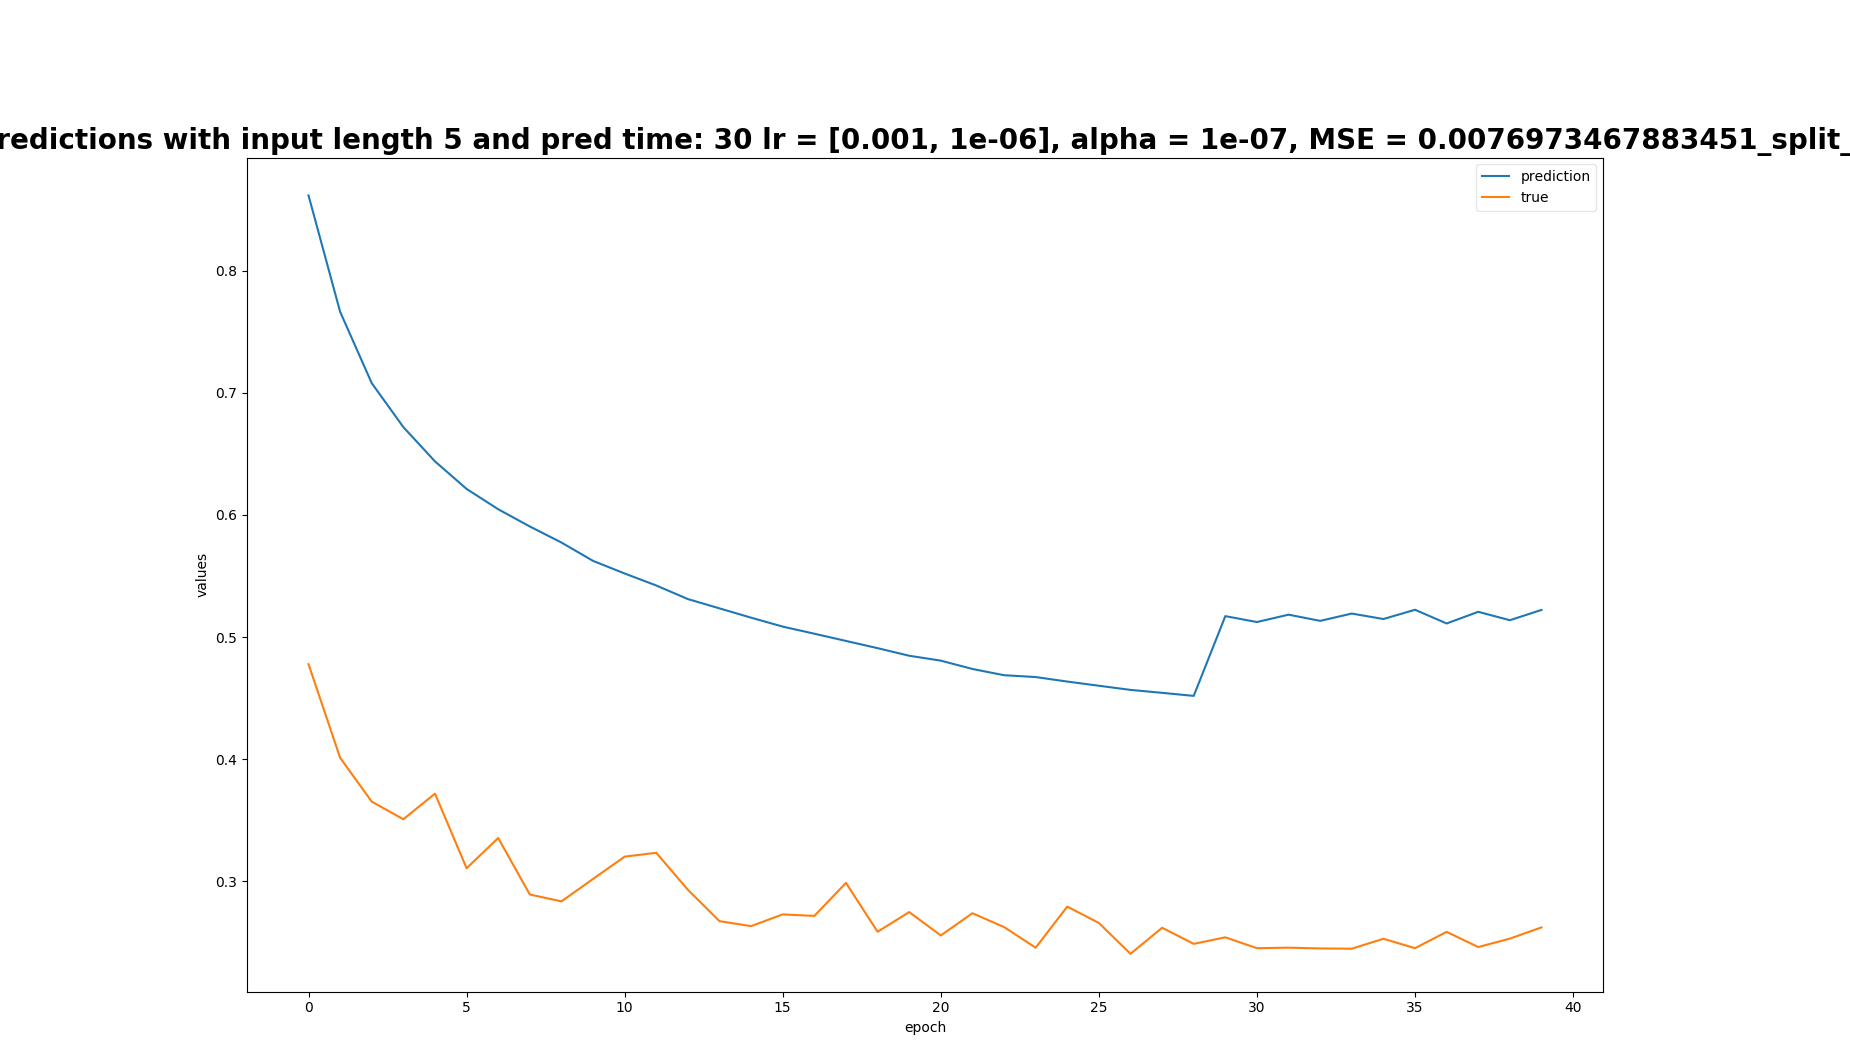 redictions with input length 5 and pred time: 30 lr = [0.001, 1e-06], alpha = 1e-07, MSE = 0.0076973467883451_split_
prediction
true
0.8
0.7
0.6
0.5
0.4
0.3
values
0 5 10 15 20 25 30 35 40
epoch